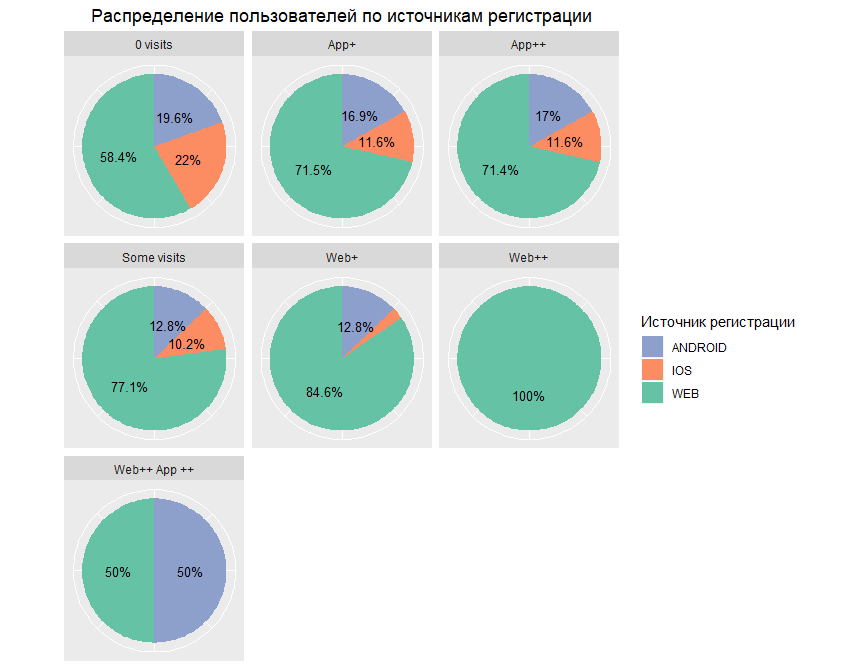 Распределение пользователей по источникам регистрации
0 visits
App+
App++
19.6%
22%
58.4%
16.9%
11.6%
71.5%
17%
11.6%
71.4%
Some visits
Web+
Web++
12.8%
10.2%
77.1%
12.8%
84.6%
100%
Источник регистрации
ANDROID
IOS
WEB
Web++ App ++
50%
50%